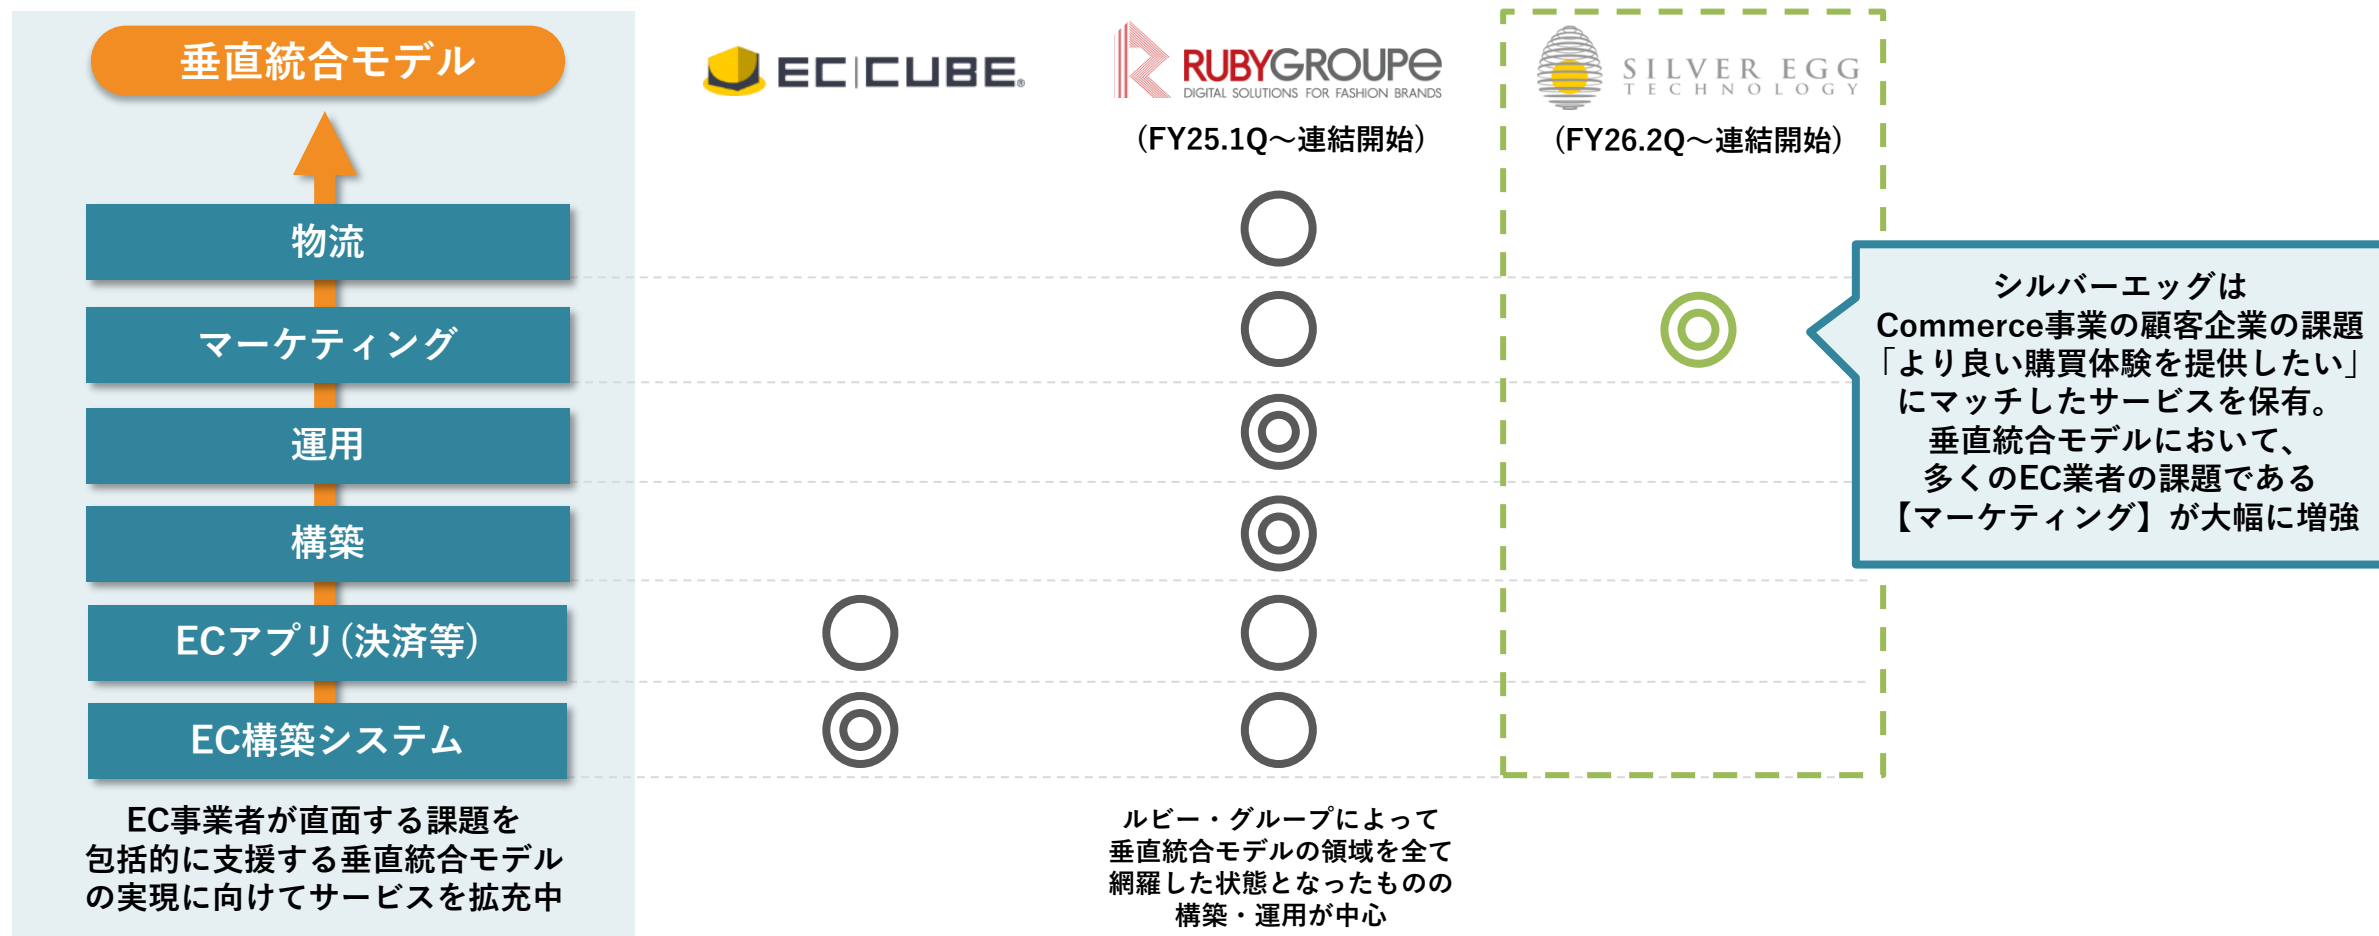 垂直統合モデル
EC CUBE®
RUBYGROUPE
DIGITAL SOLUTIONS FOR FASHION BRANDS
(FY25.1Q～連結開始)
SILVER EGG
TECHNOLOGY
(FY26.2Q～連結開始)
物流
マーケティング
運用
構築
ECアプリ(決済等)
EC構築システム
シルバーエッグは
Commerce事業の顧客企業の課題
「より良い購買体験を提供したい」
にマッチしたサービスを保有。
垂直統合モデルにおいて、
多くのEC業者の課題である
【マーケティング】が大幅に増強
EC事業者が直面する課題を
包括的に支援する垂直統合モデル
の実現に向けてサービスを拡充中
ルビー・グループによって
垂直統合モデルの領域を全て
網羅した状態となったものの
構築・運用が中心